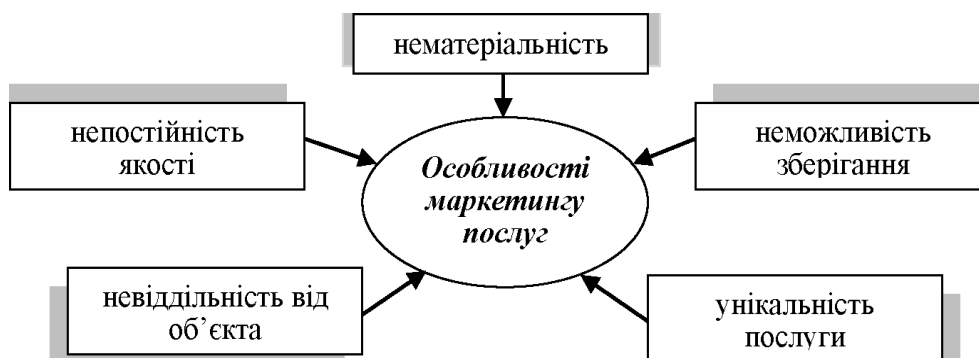 нематеріальність
непостійність
якості
неможливість
зберігання
Особливості
маркетингу
послуг
невіддільність від
об’єкта
унікальність
послуги